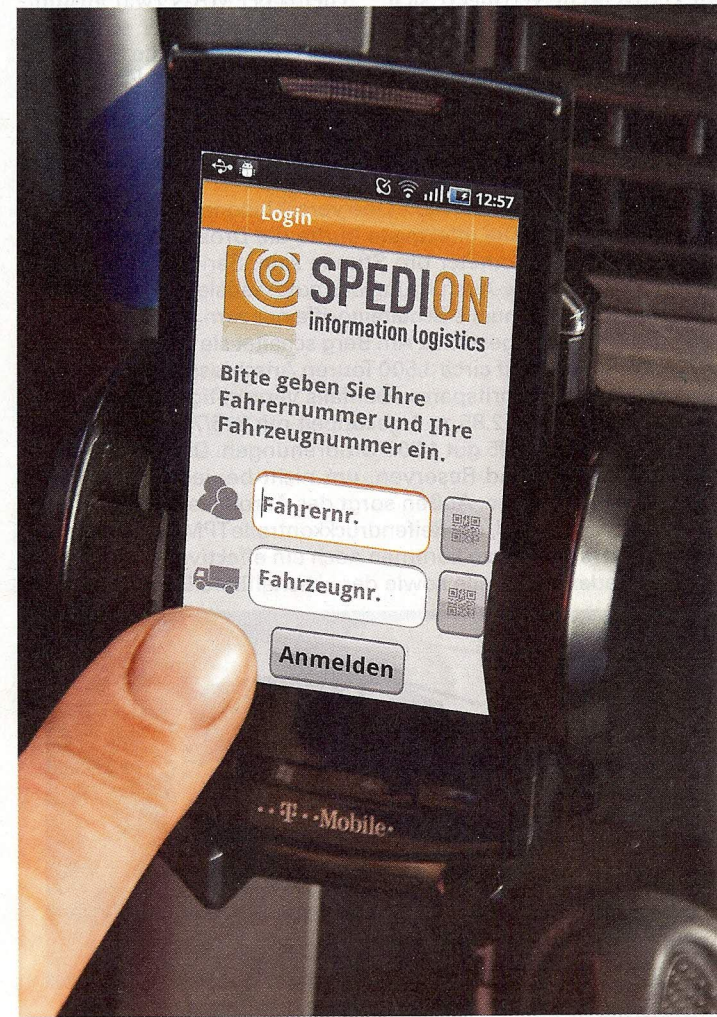 12:57
Login
SPEDION
information logistics
Bitte geben Sie Ihre
Fahrernummer und Ihre
Fahrzeugnummer ein.
Fahrernr.
Fahrzeugnr.
Anmelden
··T··Mobile·